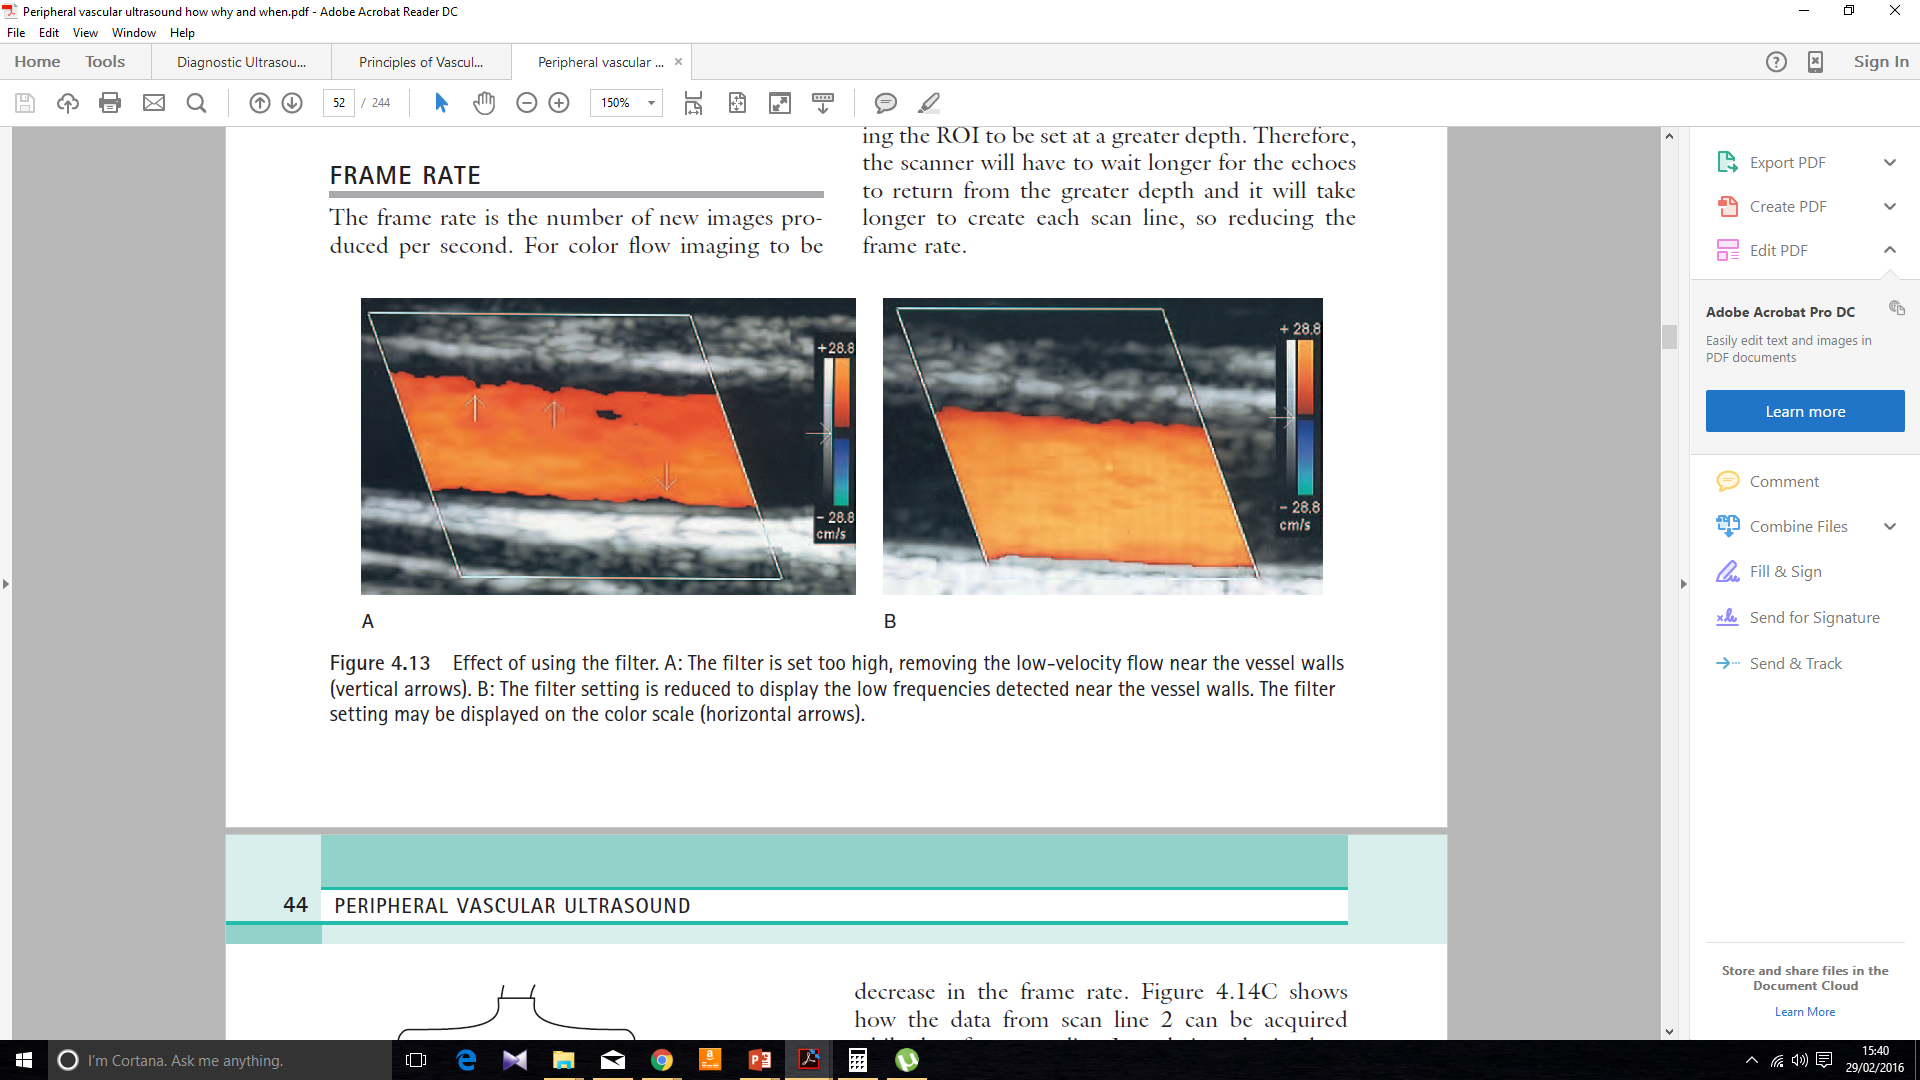 Peripheral vascular ultrasound how why and when.pdf - Adobe Acrobat Reader DC
File Edit View Window Help
Home Tools Diagnostic Ultrasou... Principles of Vascul... Peripheral vascular ... Sign In
52 / 244 150%
FRAME RATE
The frame rate is the number of new images pro-
duced per second. For color flow imaging to be
ing the ROI to be set at a greater depth. Therefore,
the scanner will have to wait longer for the echoes
to return from the greater depth and it will take
longer to create each scan line, so reducing the
frame rate.
+28.8
- 28.8
cm/s
+ 28.8
- 28.8
cm/s
A
B
Figure 4.13 Effect of using the filter. A: The filter is set too high, removing the low-velocity flow near the vessel walls
(vertical arrows). B: The filter setting is reduced to display the low frequencies detected near the vessel walls. The filter
setting may be displayed on the color scale (horizontal arrows).
44 PERIPHERAL VASCULAR ULTRASOUND
decrease in the frame rate. Figure 4.14C shows
how the data from scan line 2 can be acquired
Export PDF
Create PDF
Edit PDF
Adobe Acrobat Pro DC
Easily edit text and images in
PDF documents
Learn more
Comment
Combine Files
Fill & Sign
Send for Signature
Send & Track
Store and share files in the
Document Cloud
Learn More
I'm Cortana. Ask me anything.
15:40
29/02/2016